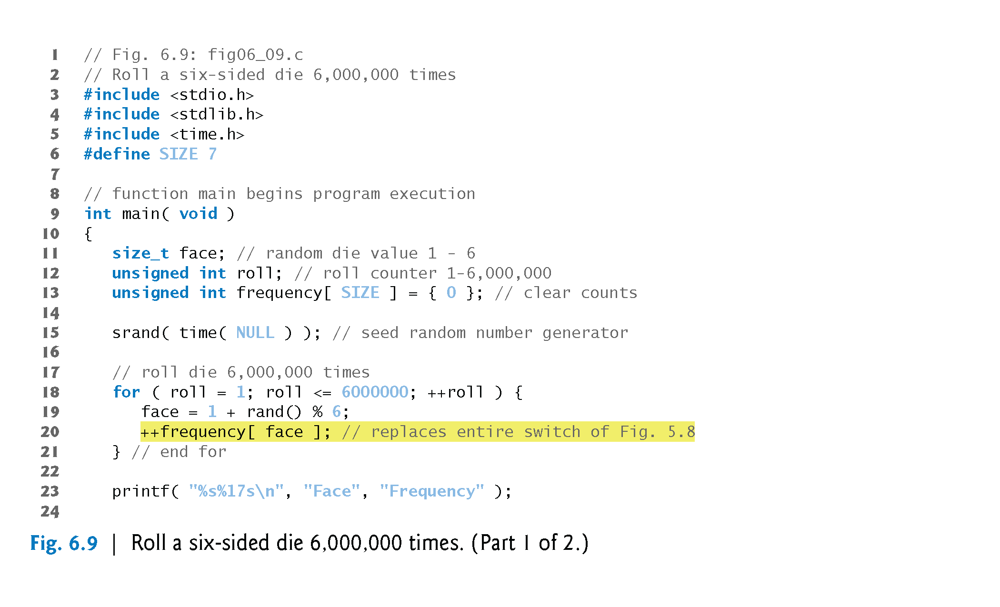 1 // Fig. 6.9: fig06_09.c
2 // Roll a six-sided die 6,000,000 times
3 #include <stdio.h>
4 #include <stdlib.h>
5 #include <time.h>
6 #define SIZE 7
7
8 // function main begins program execution
9 int main( void )
10 {
11    size_t face; // random die value 1 - 6
12    unsigned int roll; // roll counter 1-6,000,000
13    unsigned int frequency[ SIZE ] = { 0 }; // clear counts
14
15    srand( time( NULL ) ); // seed random number generator
16
17    // roll die 6,000,000 times
18    for ( roll = 1; roll <= 6000000; ++roll ) {
19       face = 1 + rand() % 6;
20       ++frequency[ face ]; // replaces entire switch of Fig. 5.8
21    } // end for
22
23    printf( "%s%17s\n", "Face", "Frequency" );
24
Fig. 6.9 | Roll a six-sided die 6,000,000 times. (Part 1 of 2.)